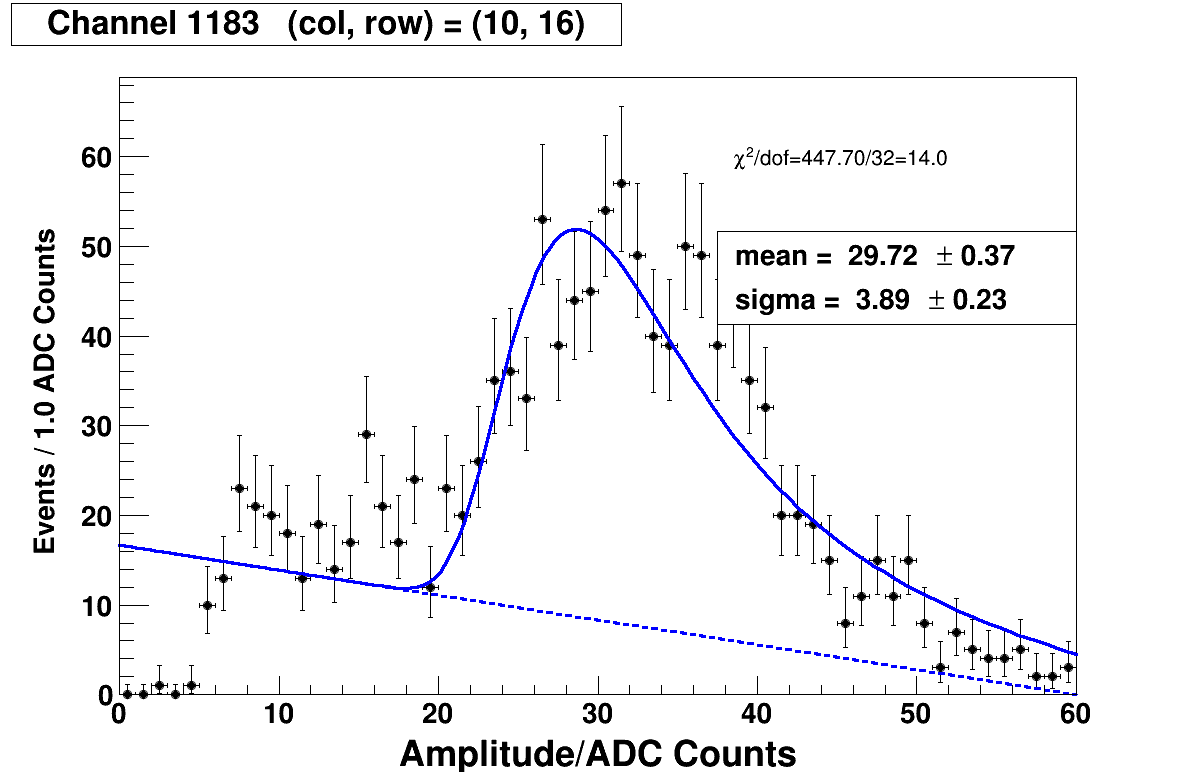 Channel 1183 (col, row) = (10, 16)
χ²/dof=447.70/32=14.0
mean = 29.72 ± 0.37
sigma = 3.89 ± 0.23
Events / 1.0 ADC Counts
60
50
40
30
20
10
0
0 10 20 30 40 50 60
Amplitude/ADC Counts